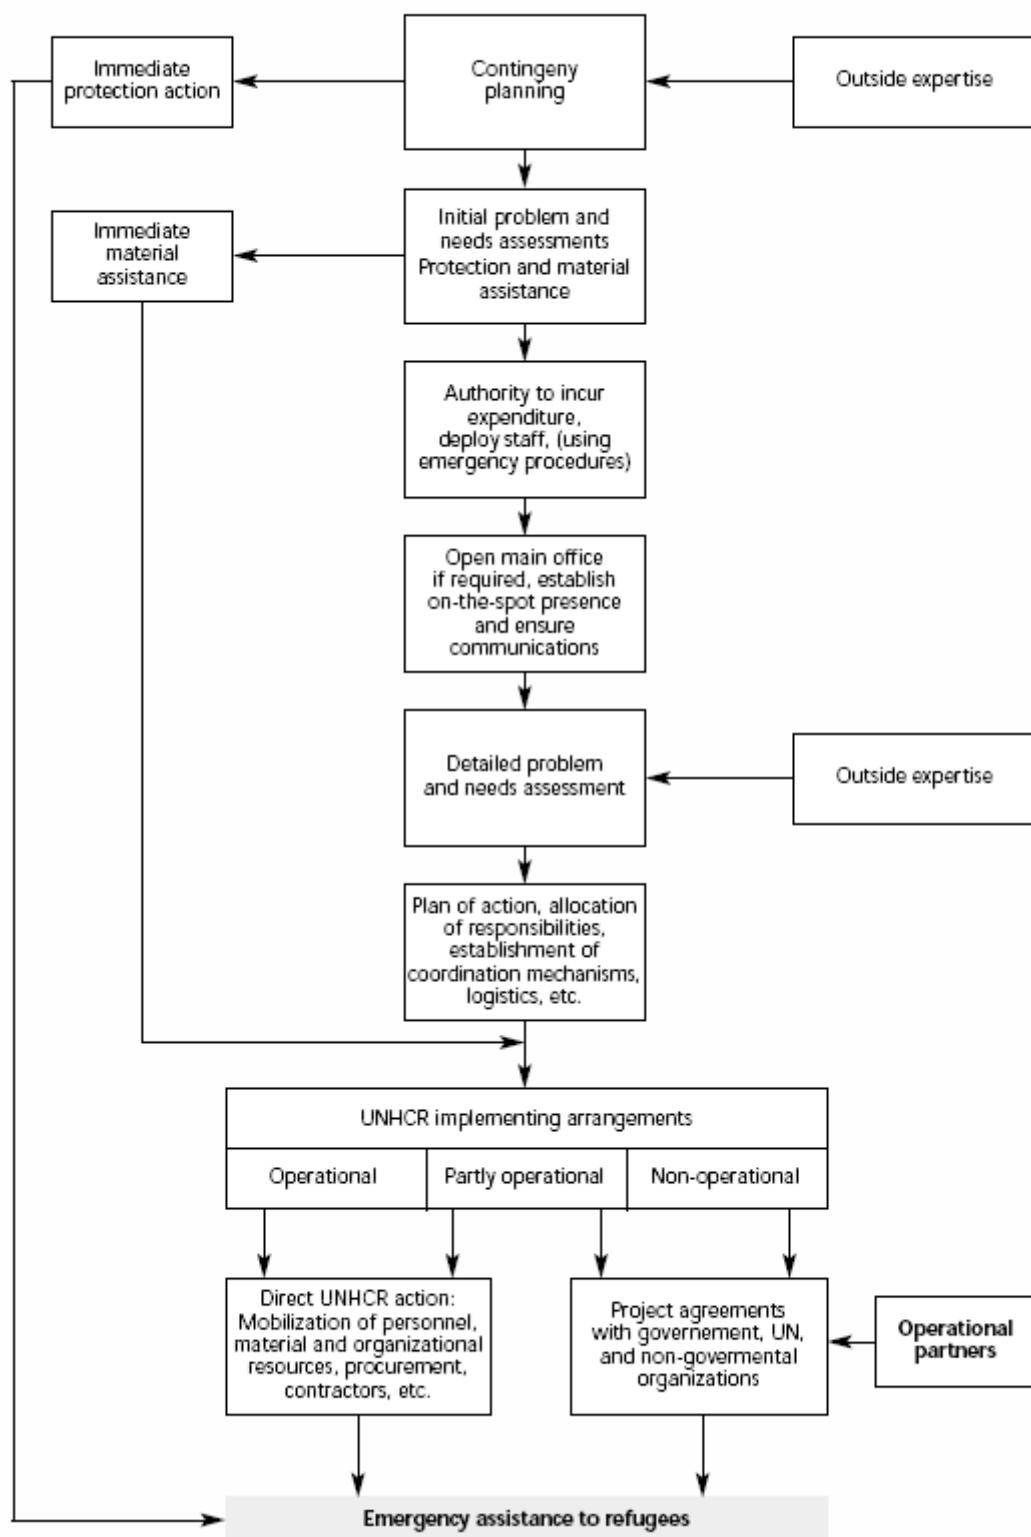 Immediate
protection action
Contingeny
planning
Outside expertise
Immediate
material
assistance
Initial problem and
needs assessments
Protection and material
assistance
Authority to incur
expenditure,
deploy staff, (using
emergency procedures)
Open main office
if required, establish
on-the-spot presence
and ensure
communications
Detailed problem
and needs assessment
Outside expertise
Plan of action, allocation
of responsibilities,
establishment of
coordination mechanisms,
logistics, etc.
UNHCR implementing arrangements
Operational
Partly operational
Non-operational
Direct UNHCR action:
Mobilization of personnel,
material and organizational
resources, procurement,
contractors, etc.
Project agreements
with governement, UN,
and non-govermental
organizations
Operational
partners
Emergency assistance to refugees